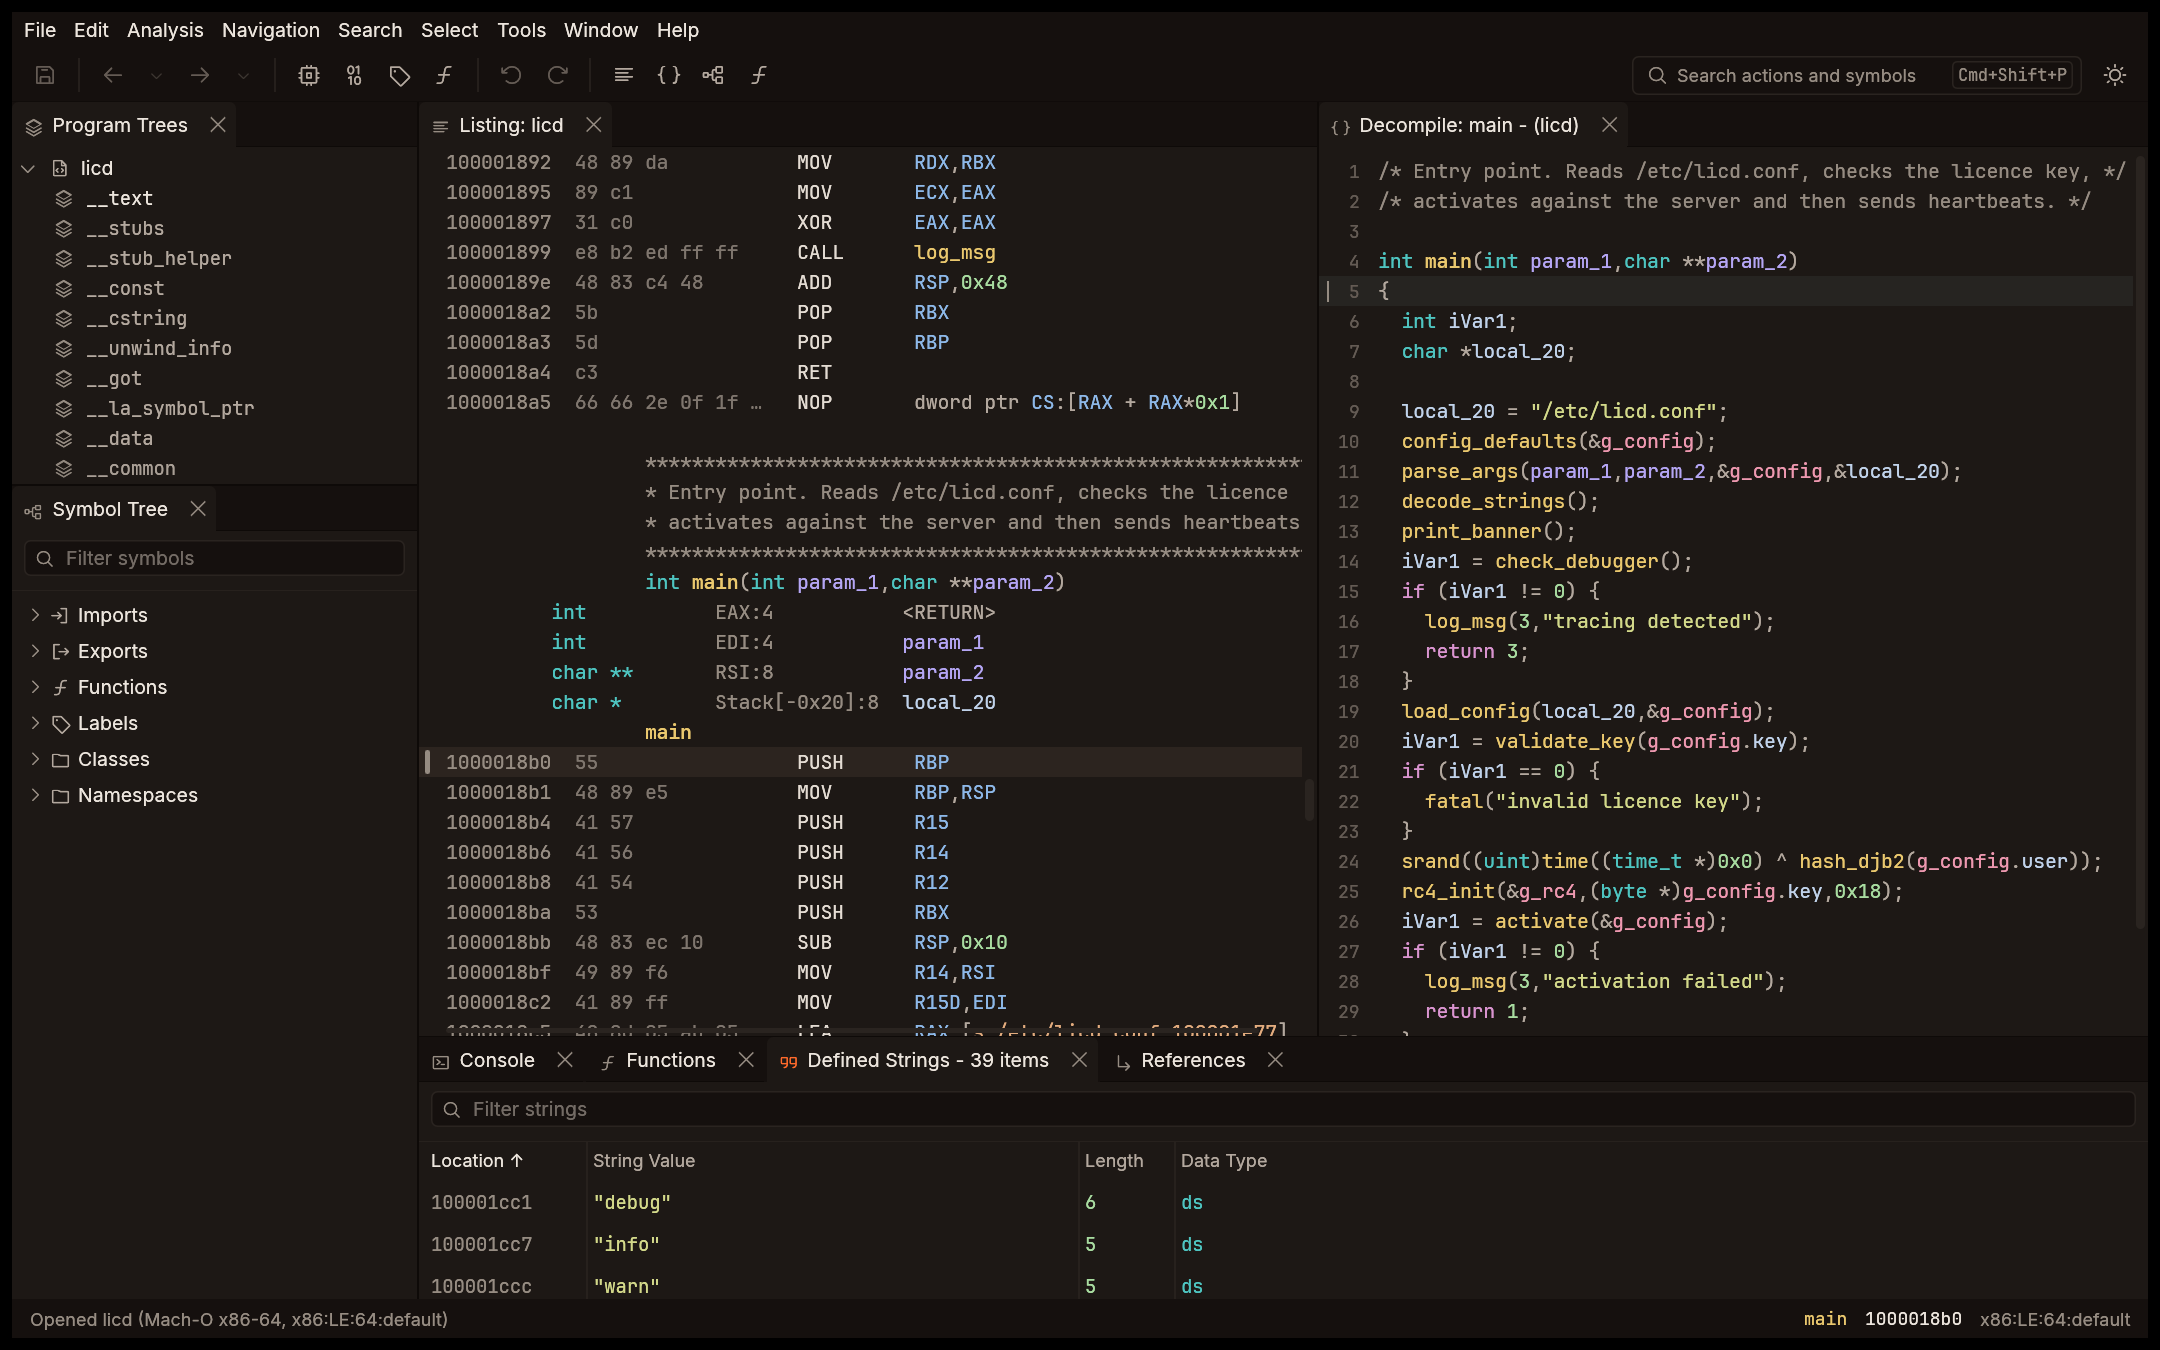 File Edit Analysis Navigation Search Select Tools Window Help
Search actions and symbols Cmd+Shift+P
Program Trees
licd
__text
__stubs
__stub_helper
__const
__cstring
__unwind_info
__got
__la_symbol_ptr
__data
__common
Symbol Tree
Filter symbols
Imports
Exports
Functions
Labels
Classes
Namespaces
Listing: licd
100001892 48 89 da MOV RDX,RBX
100001895 89 c1 MOV ECX,EAX
100001897 31 c0 XOR EAX,EAX
100001899 e8 b2 ed ff ff CALL log_msg
10000189e 48 83 c4 48 ADD RSP,0x48
1000018a2 5b POP RBX
1000018a3 5d POP RBP
1000018a4 c3 RET
1000018a5 66 66 2e 0f 1f … NOP dword ptr CS:[RAX + RAX*0x1]
*********************************************************
* Entry point. Reads /etc/licd.conf, checks the licence
* activates against the server and then sends heartbeats
*********************************************************
int main(int param_1,char **param_2)
int EAX:4 <RETURN>
int EDI:4 param_1
char ** RSI:8 param_2
char * Stack[-0x20]:8 local_20
main
1000018b0 55 PUSH RBP
1000018b1 48 89 e5 MOV RBP,RSP
1000018b4 41 57 PUSH R15
1000018b6 41 56 PUSH R14
1000018b8 41 54 PUSH R12
1000018ba 53 PUSH RBX
1000018bb 48 83 ec 10 SUB RSP,0x10
1000018bf 49 89 f6 MOV R14,RSI
1000018c2 41 89 ff MOV R15D,EDI
Decompile: main - (licd)
1 /* Entry point. Reads /etc/licd.conf, checks the licence key, */
2 /* activates against the server and then sends heartbeats. */
3
4 int main(int param_1,char **param_2)
5 {
6 int iVar1;
7 char *local_20;
8
9 local_20 = "/etc/licd.conf";
10 config_defaults(&g_config);
11 parse_args(param_1,param_2,&g_config,&local_20);
12 decode_strings();
13 print_banner();
14 iVar1 = check_debugger();
15 if (iVar1 != 0) {
16 log_msg(3,"tracing detected");
17 return 3;
18 }
19 load_config(local_20,&g_config);
20 iVar1 = validate_key(g_config.key);
21 if (iVar1 == 0) {
22 fatal("invalid licence key");
23 }
24 srand((uint)time((time_t *)0x0) ^ hash_djb2(g_config.user));
25 rc4_init(&g_rc4,(byte *)g_config.key,0x18);
26 iVar1 = activate(&g_config);
27 if (iVar1 != 0) {
28 log_msg(3,"activation failed");
29 return 1;
Console Functions Defined Strings - 39 items References
Filter strings
Location String Value Length Data Type
100001cc1 "debug" 6 ds
100001cc7 "info" 5 ds
100001ccc "warn" 5 ds
Opened licd (Mach-O x86-64, x86:LE:64:default)
main 1000018b0 x86:LE:64:default